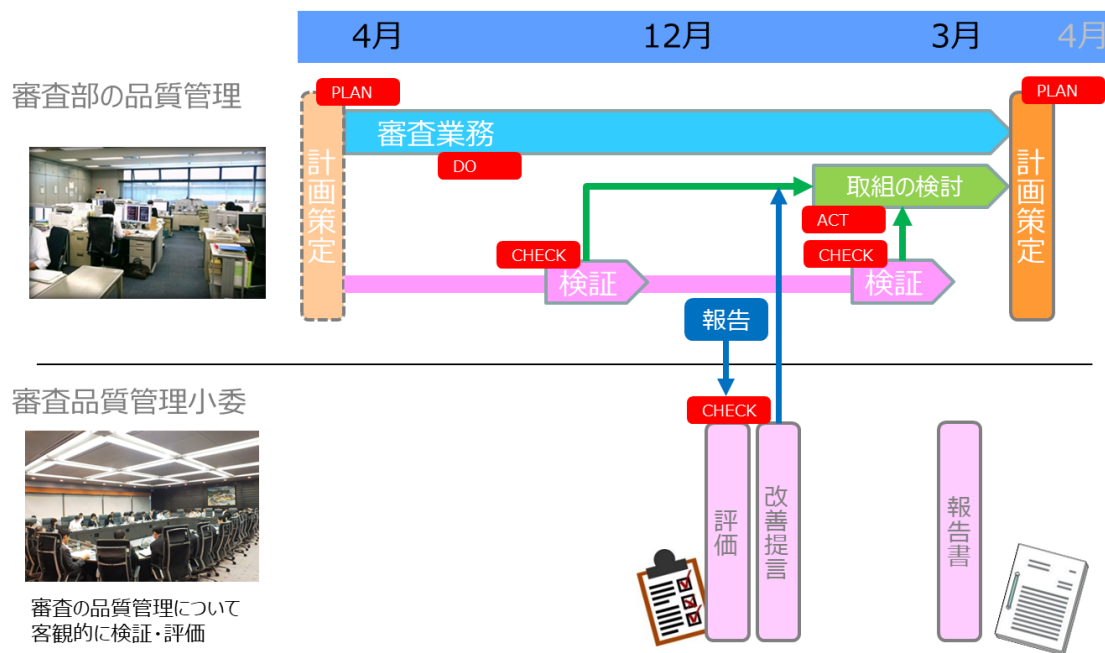 4月
12月
3月
4月
審査部の品質管理
PLAN
PLAN
計画策定
審査業務
DO
計画策定
取組の検討
ACT
CHECK
検証
CHECK
検証
報告
審査品質管理小委
CHECK
評価
改善提言
報告書
審査の品質管理について
客観的に検証・評価